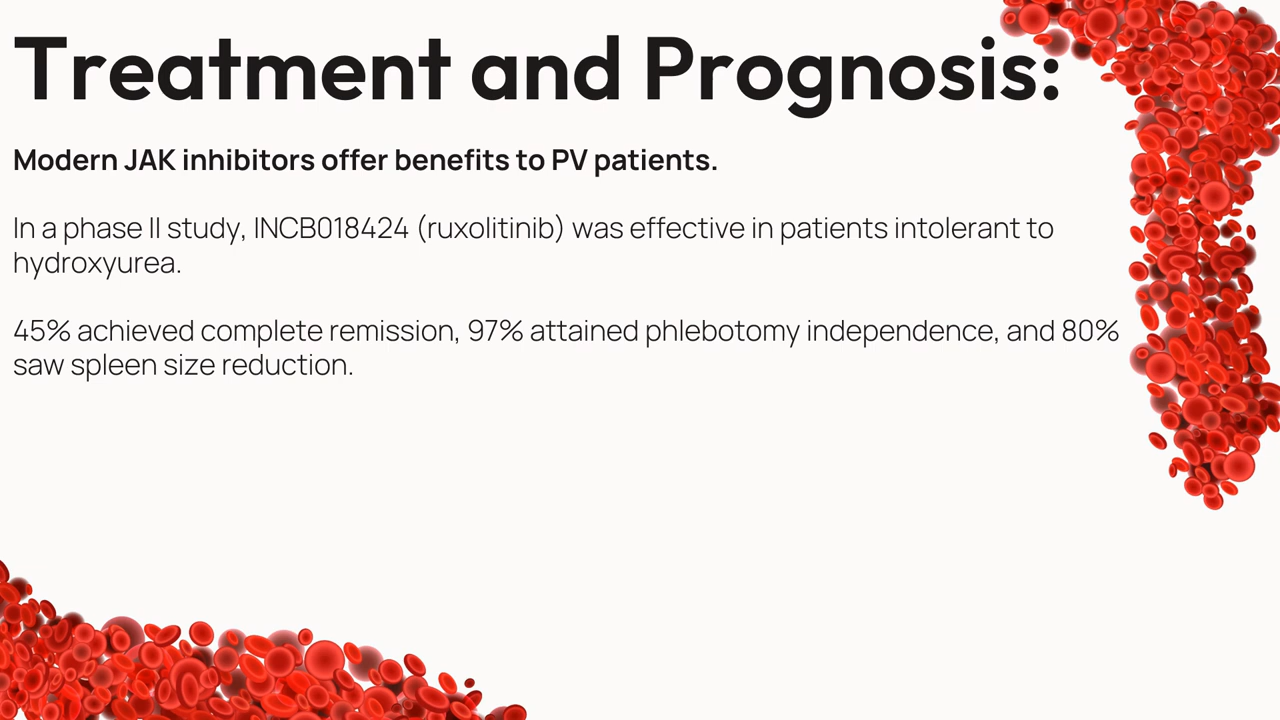 Treatment and Prognosis:
Modern JAK inhibitors offer benefits to PV patients.
In a phase II study, INCB018424 (ruxolitinib) was effective in patients intolerant to
hydroxyurea.
45% achieved complete remission, 97% attained phlebotomy independence, and 80%
saw spleen size reduction.